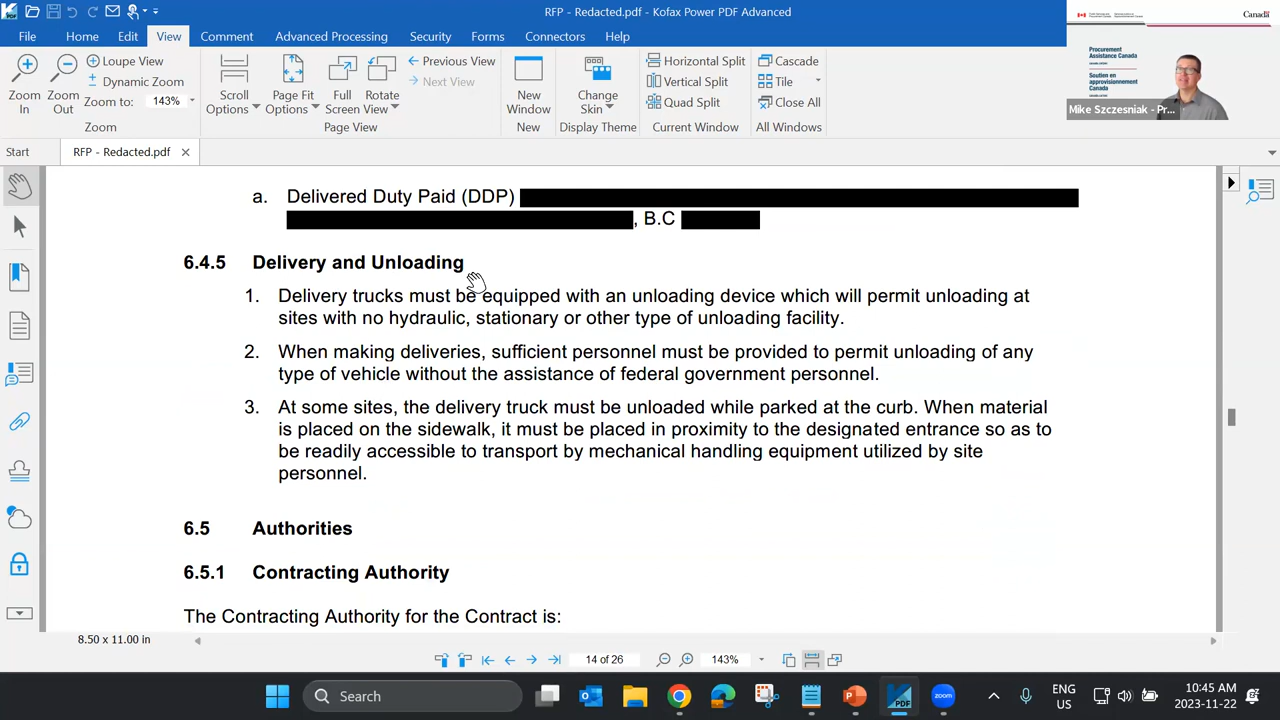 RFP - Redacted.pdf - Kofax Power PDF Advanced
File Home Edit View Comment Advanced Processing Security Forms Connectors Help
Zoom In
Zoom Out
Loupe View
Dynamic Zoom
Zoom to: 143%
Zoom
Scroll Options
Page Fit Options
Full Screen
Rotate View
Previous View
Next View
Page View
New Window
New
Change Skin
Display Theme
Horizontal Split
Vertical Split
Quad Split
Current Window
Cascade
Tile
Close All
All Windows
Canada
Procurement
Assistance Canada
Soutien en
approvisionnement
Canada
Mike Szczesniak - Pr...
Start RFP - Redacted.pdf
a. Delivered Duty Paid (DDP)
, B.C
6.4.5 Delivery and Unloading
1. Delivery trucks must be equipped with an unloading device which will permit unloading at
sites with no hydraulic, stationary or other type of unloading facility.
2. When making deliveries, sufficient personnel must be provided to permit unloading of any
type of vehicle without the assistance of federal government personnel.
3. At some sites, the delivery truck must be unloaded while parked at the curb. When material
is placed on the sidewalk, it must be placed in proximity to the designated entrance so as to
be readily accessible to transport by mechanical handling equipment utilized by site
personnel.
6.5 Authorities
6.5.1 Contracting Authority
The Contracting Authority for the Contract is:
8.50 x 11.00 in
14 of 26
143%
Search
PDF
zoom
ENG
US
10:45 AM
2023-11-22